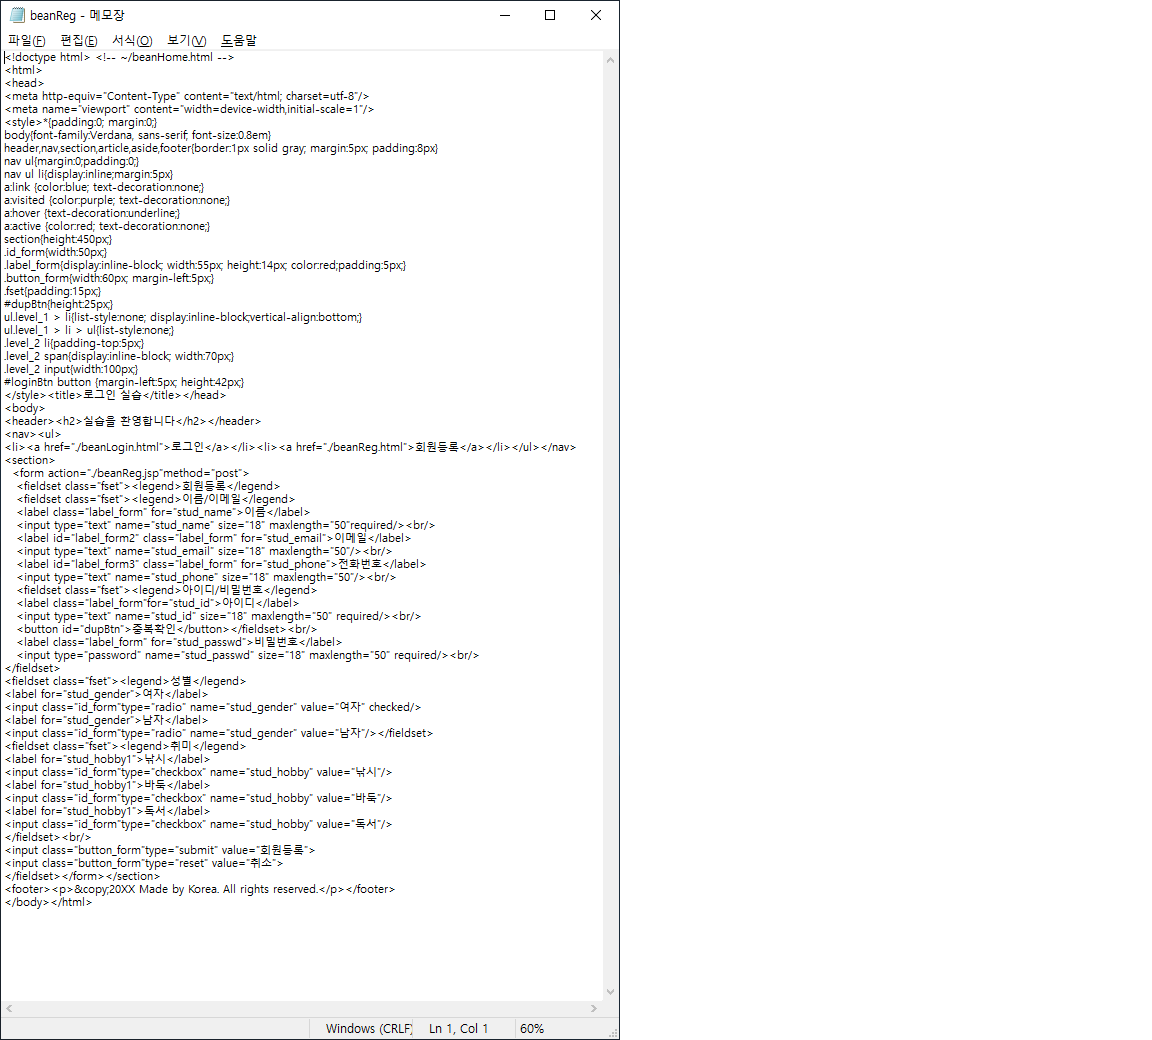 beanReg - 메모장
파일(F) 편집(E) 서식(O) 보기(V) 도움말
<!doctype html> <!-- ~/beanHome.html -->
<html>
<head>
<meta http-equiv="Content-Type" content="text/html; charset=utf-8"/>
<meta name="viewport" content="width=device-width,initial-scale=1"/>
<style>*{padding:0; margin:0;}
body{font-family:Verdana, sans-serif; font-size:0.8em}
header,nav,section,article,aside,footer{border:1px solid gray; margin:5px; padding:8px}
nav ul{margin:0;padding:0;}
nav ul li{display:inline;margin:5px}
a:link {color:blue; text-decoration:none;}
a:visited {color:purple; text-decoration:none;}
a:hover {text-decoration:underline;}
a:active {color:red; text-decoration:none;}
section{height:450px;}
.id_form{width:50px;}
.label_form{display:inline-block; width:55px; height:14px; color:red;padding:5px;}
.button_form{width:60px; margin-left:5px;}
.fset{padding:15px;}
#dupBtn{height:25px;}
ul.level_1 > li{list-style:none; display:inline-block;vertical-align:bottom;}
ul.level_1 > li > ul{list-style:none;}
.level_2 li{padding-top:5px;}
.level_2 span{display:inline-block; width:70px;}
.level_2 input{width:100px;}
#loginBtn button {margin-left:5px; height:42px;}
</style><title>로그인 실습</title></head>
<body>
<header><h2>실습을 환영합니다</h2></header>
<nav><ul>
<li><a href="./beanLogin.html">로그인</a></li><li><a href="./beanReg.html">회원등록</a></li></ul></nav>
<section>
<form action="./beanReg.jsp"method="post">
<fieldset class="fset"><legend>회원등록</legend>
<fieldset class="fset"><legend>이름/이메일</legend>
<label class="label_form" for="stud_name">이름</label>
<input type="text" name="stud_name" size="18" maxlength="50"required/><br/>
<label id="label_form2" class="label_form" for="stud_email">이메일</label>
<input type="text" name="stud_email" size="18" maxlength="50"/><br/>
<label id="label_form3" class="label_form" for="stud_phone">전화번호</label>
<input type="text" name="stud_phone" size="18" maxlength="50"/><br/>
<fieldset class="fset"><legend>아이디/비밀번호</legend>
<label class="label_form"for="stud_id">아이디</label>
<input type="text" name="stud_id" size="18" maxlength="50" required/><br/>
<button id="dupBtn">중복확인</button></fieldset><br/>
<label class="label_form" for="stud_passwd">비밀번호</label>
<input type="password" name="stud_passwd" size="18" maxlength="50" required/><br/>
</fieldset>
<fieldset class="fset"><legend>성별</legend>
<label for="stud_gender">여자</label>
<input class="id_form"type="radio" name="stud_gender" value="여자" checked/>
<label for="stud_gender">남자</label>
<input class="id_form"type="radio" name="stud_gender" value="남자"/></fieldset>
<fieldset class="fset"><legend>취미</legend>
<label for="stud_hobby1">낚시</label>
<input class="id_form"type="checkbox" name="stud_hobby" value="낚시"/>
<label for="stud_hobby1">바둑</label>
<input class="id_form"type="checkbox" name="stud_hobby" value="바둑"/>
<label for="stud_hobby1">독서</label>
<input class="id_form"type="checkbox" name="stud_hobby" value="독서"/>
</fieldset><br/>
<input class="button_form"type="submit" value="회원등록">
<input class="button_form"type="reset" value="취소">
</fieldset></form></section>
<footer><p>&copy;20XX Made by Korea. All rights reserved.</p></footer>
</body></html>
Windows (CRLF) Ln 1, Col 1 60%